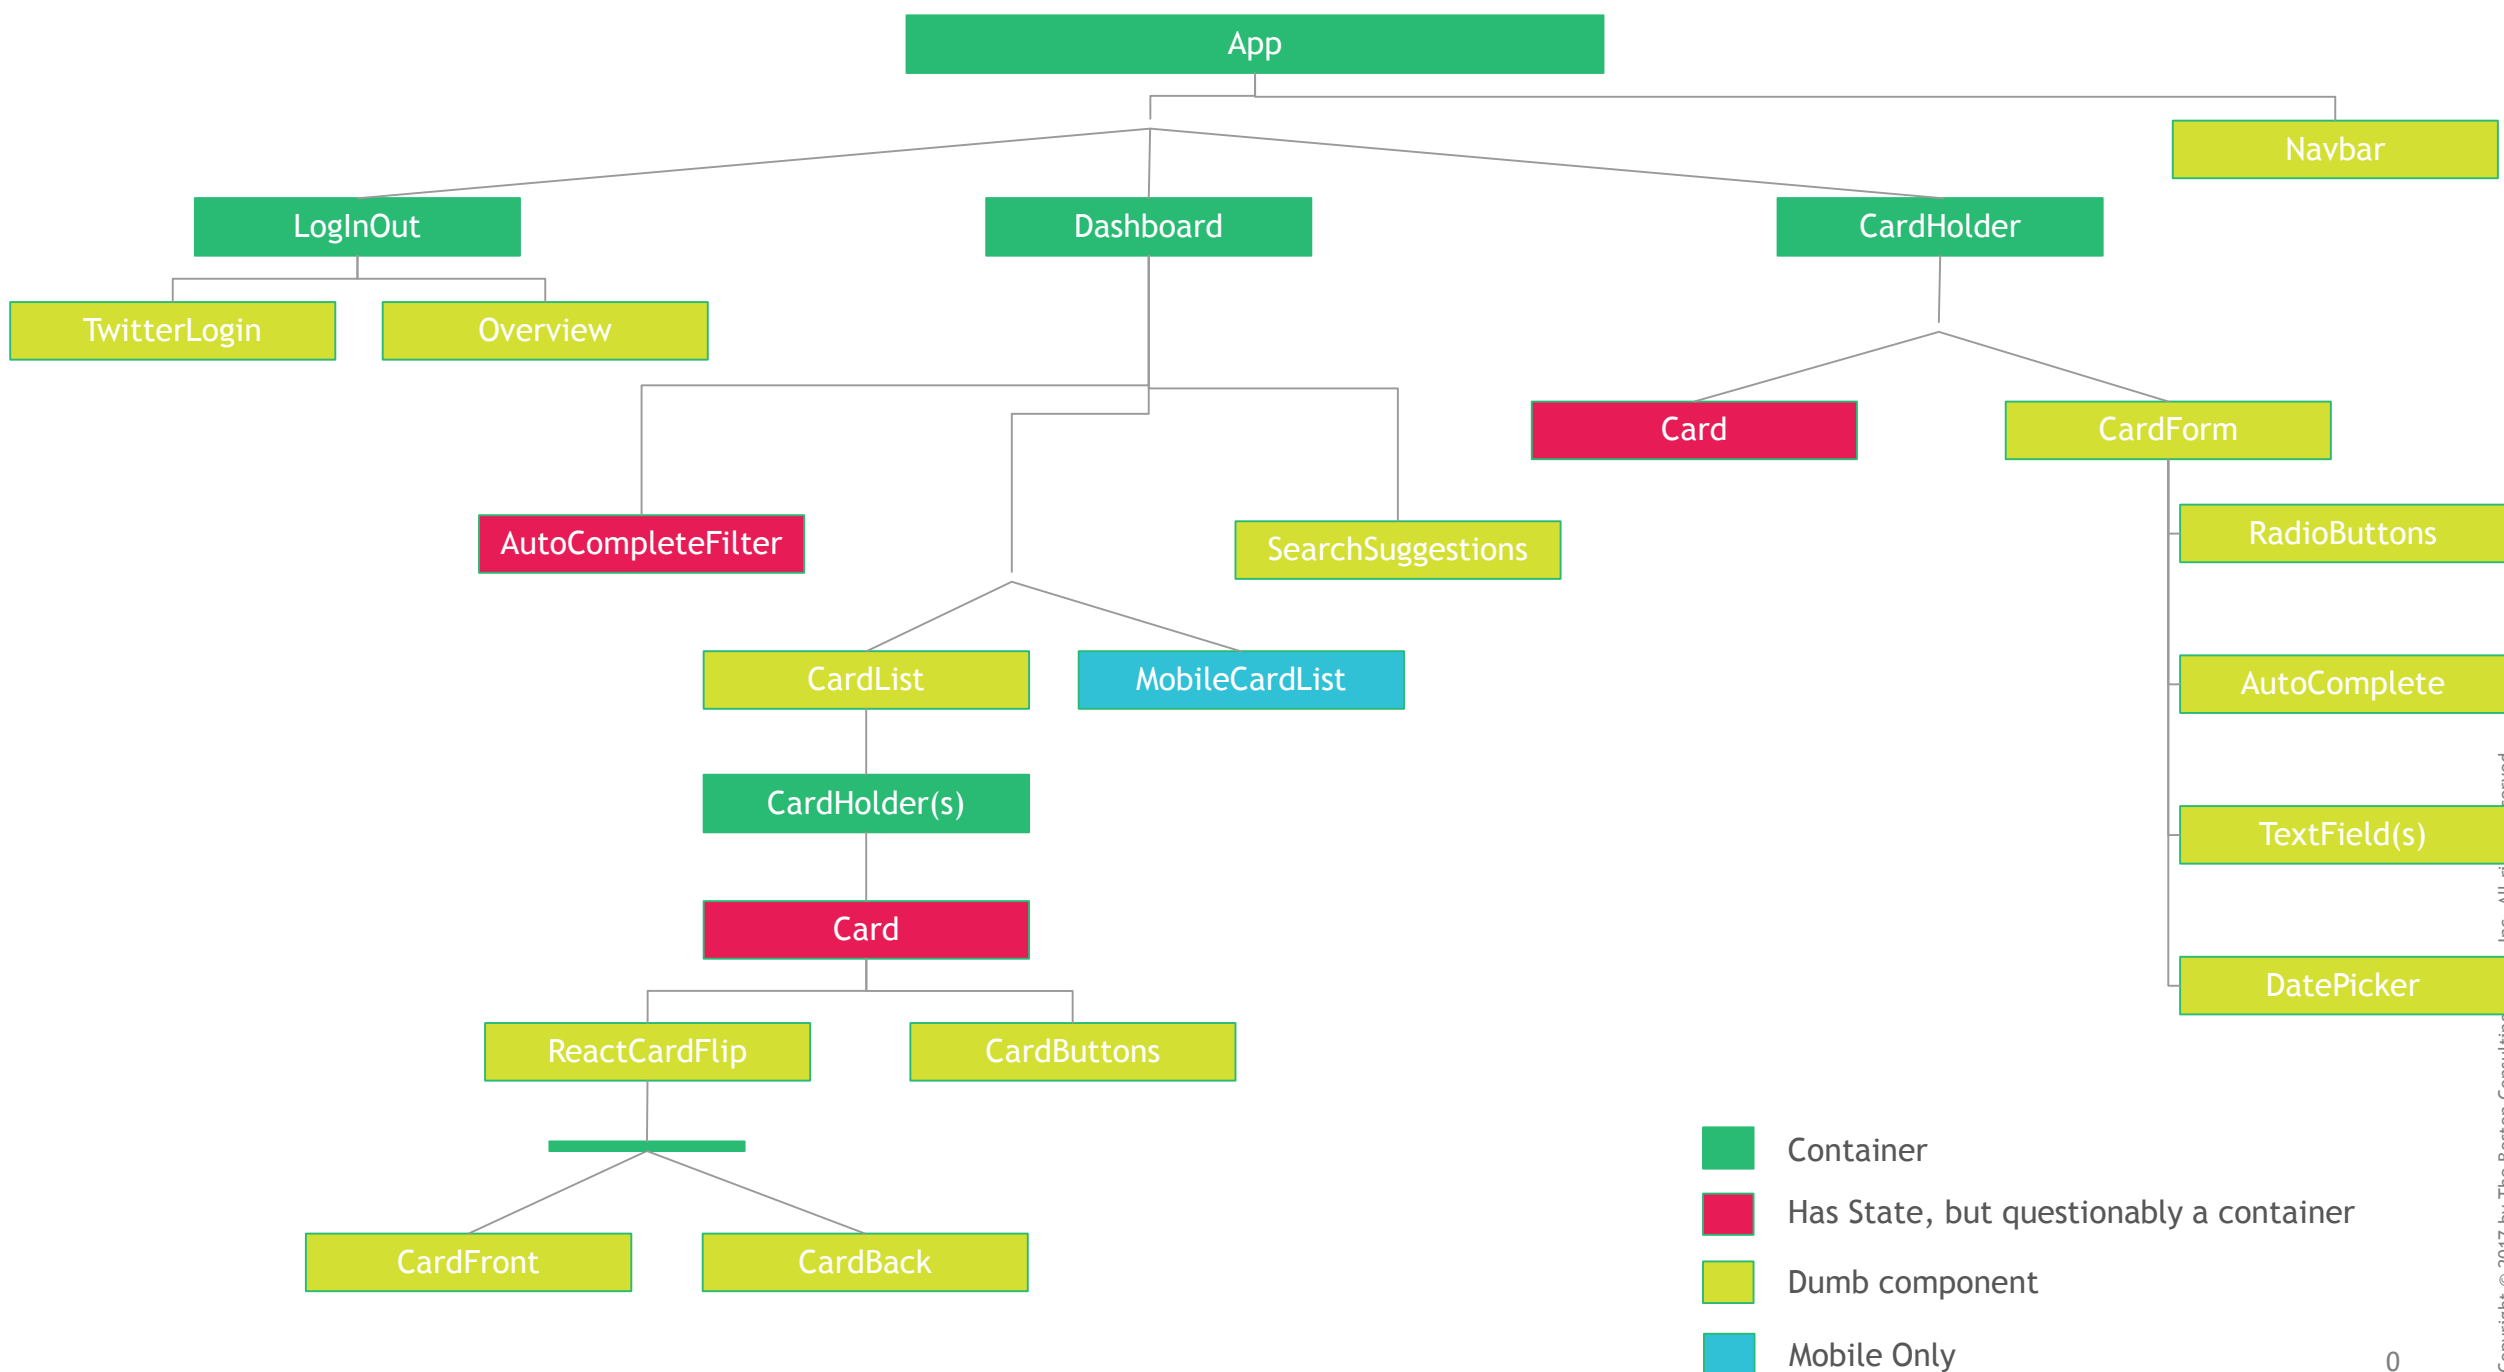 App
Navbar
LogInOut
Dashboard
CardHolder
TwitterLogin
Overview
Card
CardForm
AutoCompleteFilter
SearchSuggestions
RadioButtons
CardList
MobileCardList
AutoComplete
CardHolder(s)
TextField(s)
Card
DatePicker
ReactCardFlip
CardButtons
CardFront
CardBack
Container
Has State, but questionably a container
Dumb component
Mobile Only
0